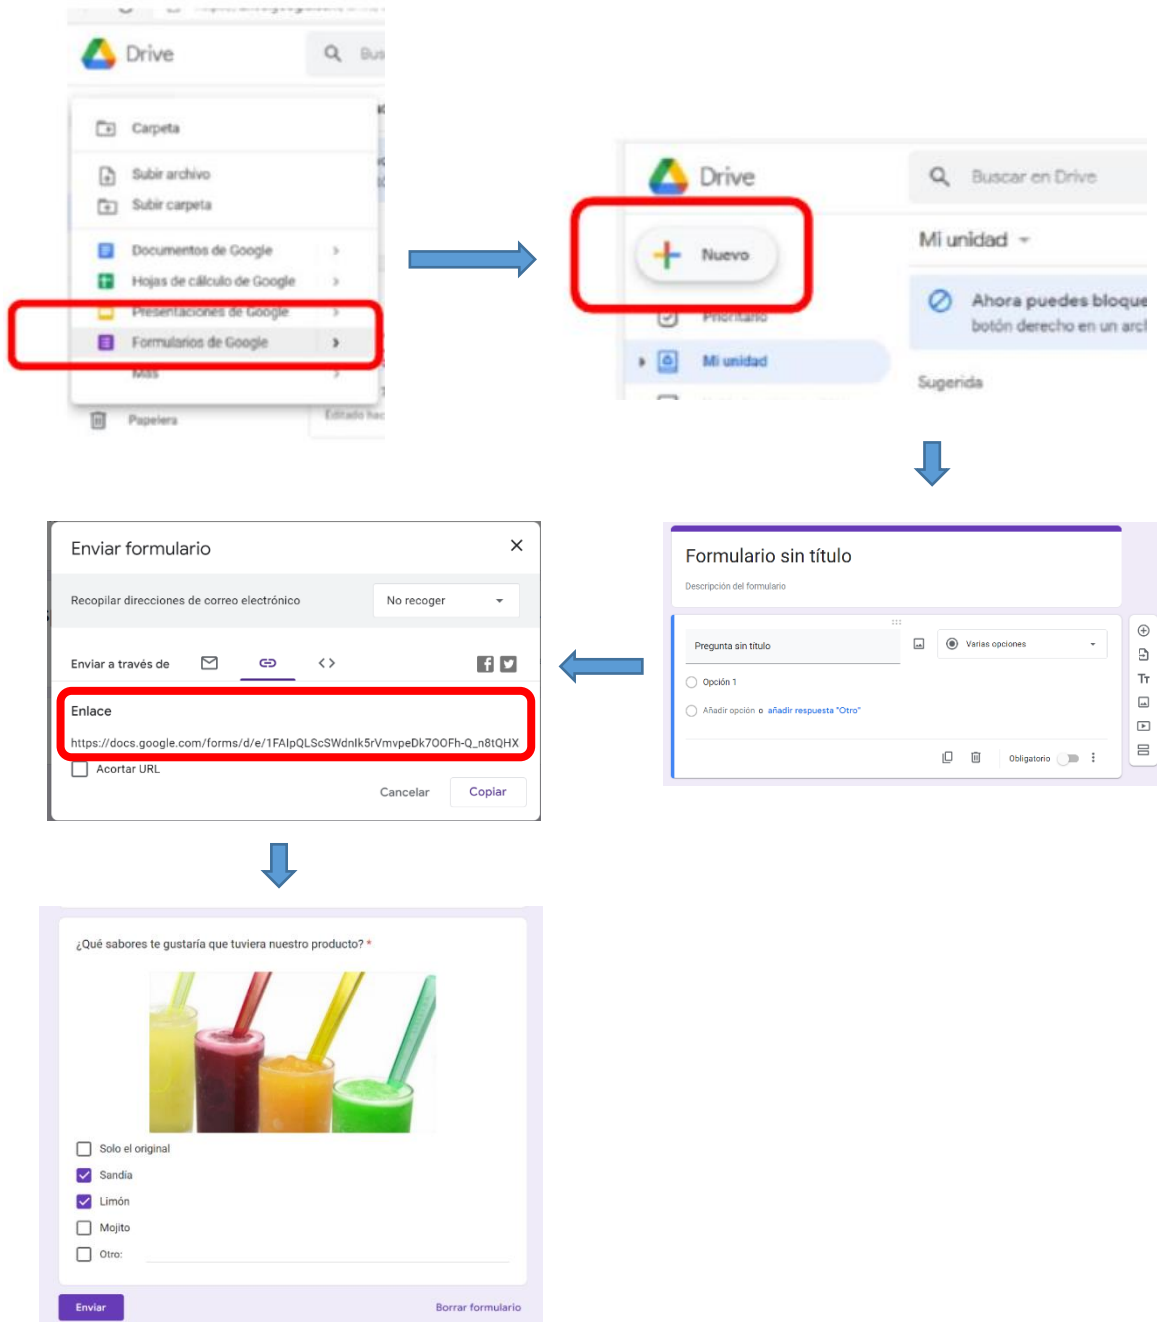 Drive
Carpeta
Subir archivo
Subir carpeta
Documentos de Google
Hojas de cálculo de Google
Presentaciones de Google
Formularios de Google
Más
Papelera
Editado hac
Drive
Buscar en Drive
Nuevo
Mi unidad
Prioritario
Ahora puedes bloque
botón derecho en un arc
Mi unidad
Sugerida
Enviar formulario
Recopilar direcciones de correo electrónico
No recoger
Enviar a través de
Enlace
https://docs.google.com/forms/d/e/1FAIpQLScSWdnIk5rVmvpeDk7OOFh-Q_n8tQHX
Acortar URL
Cancelar
Copiar
Formulario sin título
Descripción del formulario
Pregunta sin título
Varias opciones
Opción 1
Añadir opción o añadir respuesta "Otro"
Obligatorio
¿Qué sabores te gustaría que tuviera nuestro producto? *
Solo el original
Sandía
Limón
Mojito
Otro:
Enviar
Borrar formulario